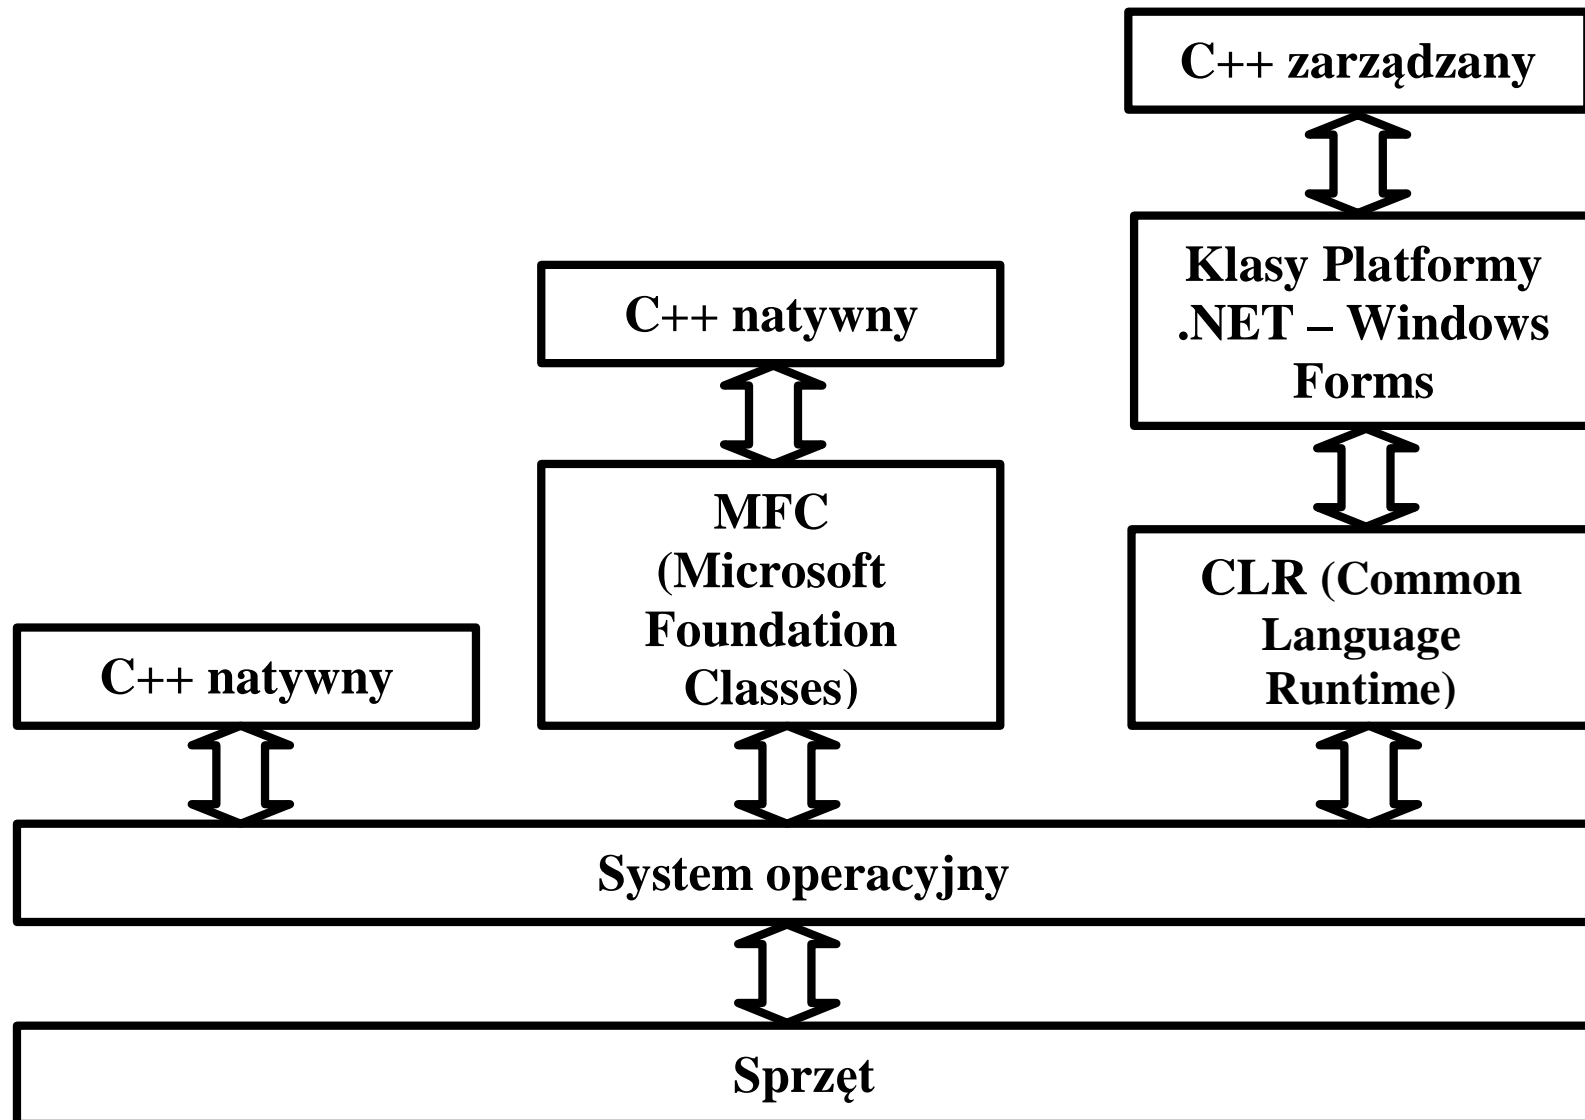 C++ zarządzany
Klasy Platformy
.NET – Windows
Forms
C++ natywny
MFC
(Microsoft
Foundation
Classes)
CLR (Common
Language
Runtime)
C++ natywny
System operacyjny
Sprzęt